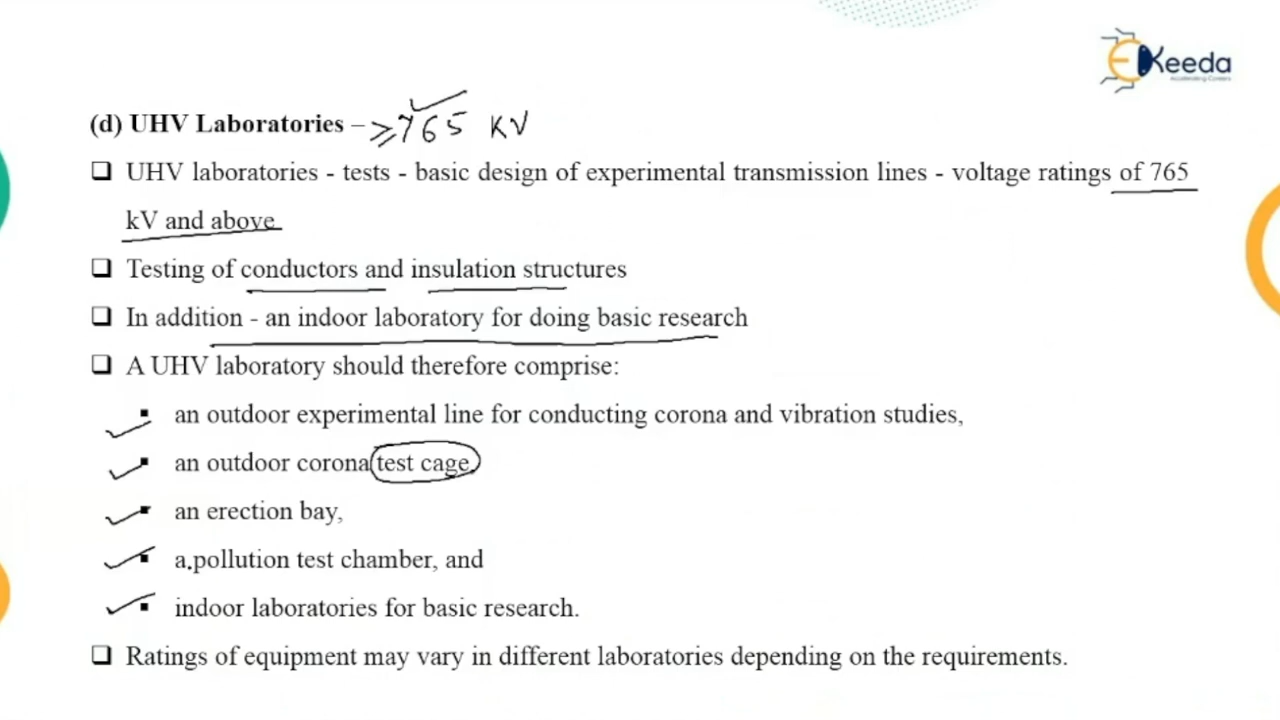 EKeeda
Accelerating Careers
(d) UHV Laboratories – ≥765 KV
❑ UHV laboratories - tests - basic design of experimental transmission lines - voltage ratings of 765
kV and above
❑ Testing of conductors and insulation structures
❑ In addition - an indoor laboratory for doing basic research
❑ A UHV laboratory should therefore comprise:
▪ an outdoor experimental line for conducting corona and vibration studies,
▪ an outdoor corona test cage,
▪ an erection bay,
▪ a.pollution test chamber, and
▪ indoor laboratories for basic research.
❑ Ratings of equipment may vary in different laboratories depending on the requirements.